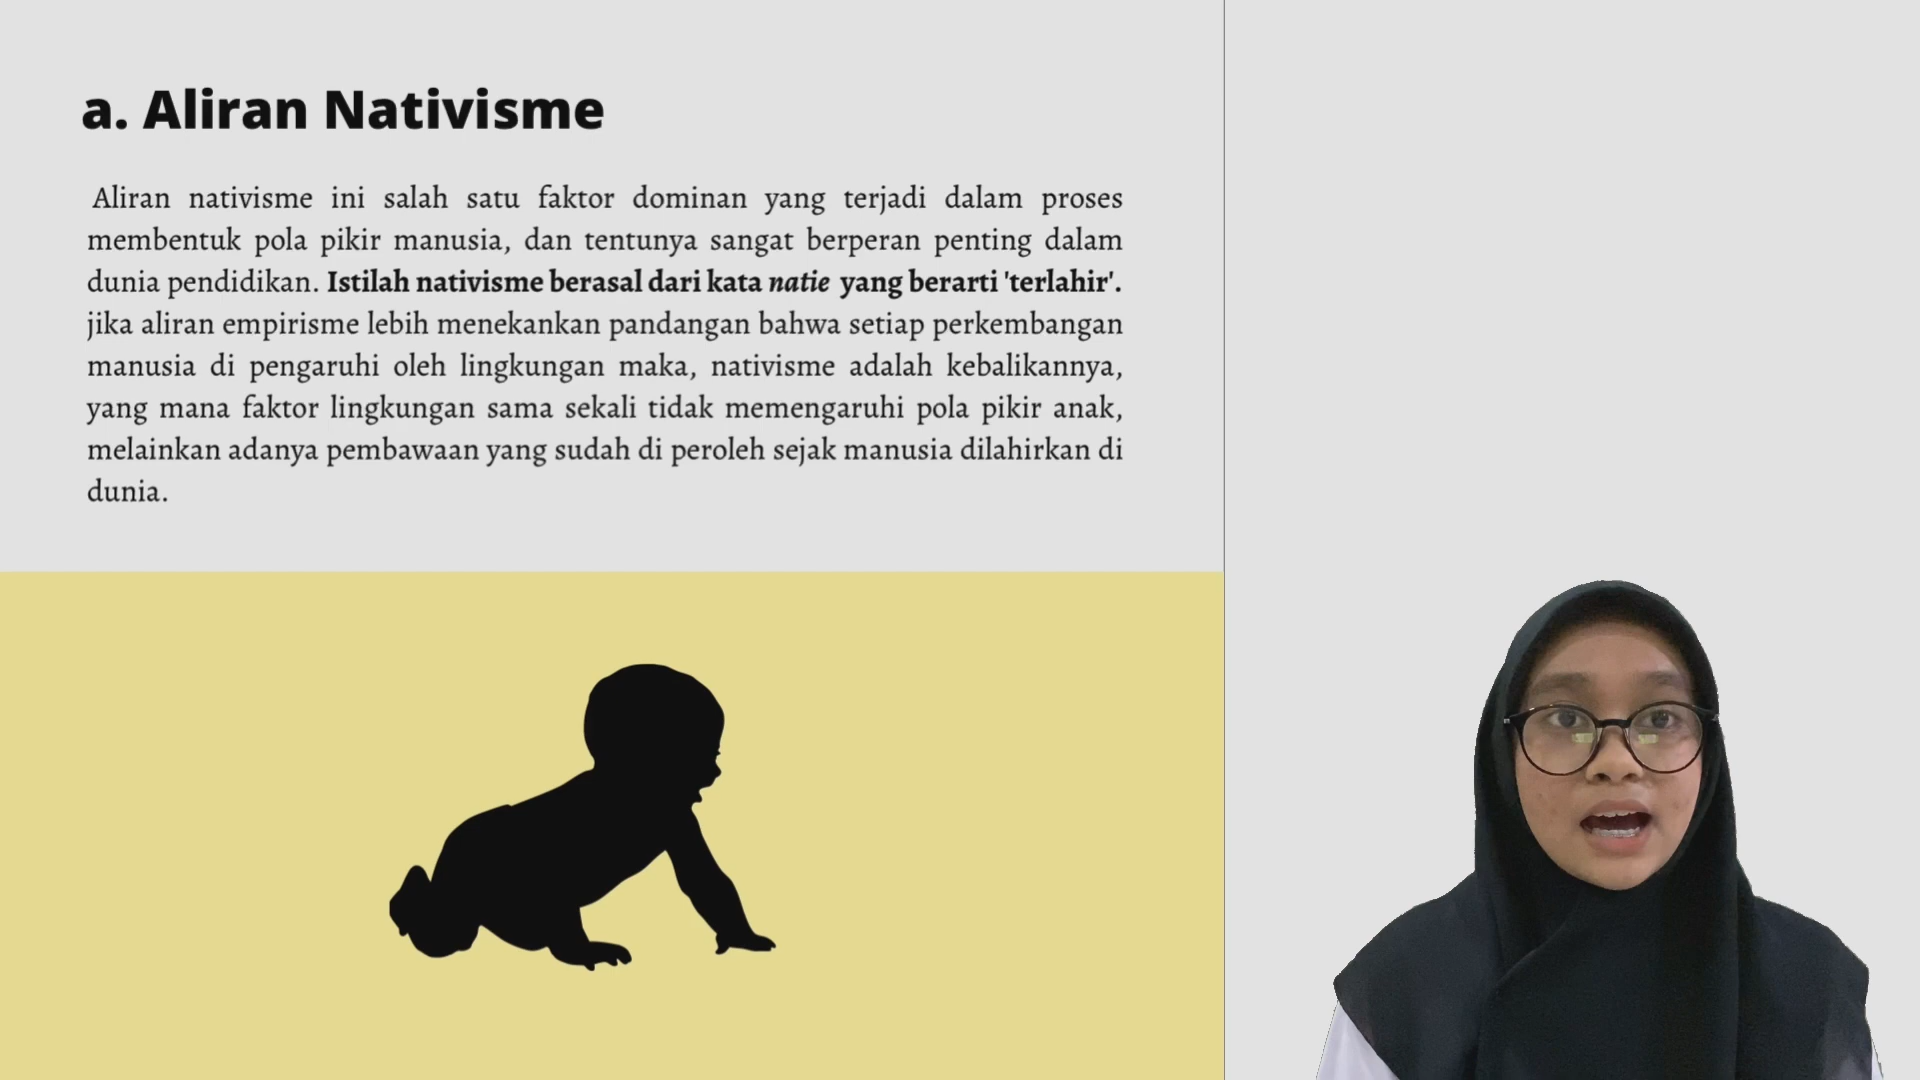 a. Aliran Nativisme
Aliran nativisme ini salah satu faktor dominan yang terjadi dalam proses
membentuk pola pikir manusia, dan tentunya sangat berperan penting dalam
dunia pendidikan. Istilah nativisme berasal dari kata natie yang berarti 'terlahir'.
jika aliran empirisme lebih menekankan pandangan bahwa setiap perkembangan
manusia di pengaruhi oleh lingkungan maka, nativisme adalah kebalikannya,
yang mana faktor lingkungan sama sekali tidak memengaruhi pola pikir anak,
melainkan adanya pembawaan yang sudah di peroleh sejak manusia dilahirkan di
dunia.